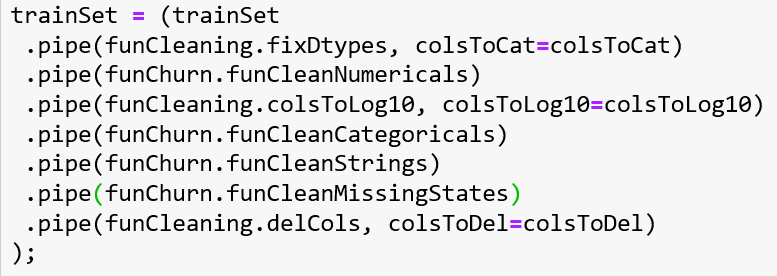 trainSet = (trainSet
 .pipe(funCleaning.fixDtypes, colsToCat=colsToCat)
 .pipe(funChurn.funCleanNumericals)
 .pipe(funCleaning.colsToLog10, colsToLog10=colsToLog10)
 .pipe(funChurn.funCleanCategoricals)
 .pipe(funChurn.funCleanStrings)
 .pipe(funChurn.funCleanMissingStates)
 .pipe(funCleaning.delCols, colsToDel=colsToDel)
);